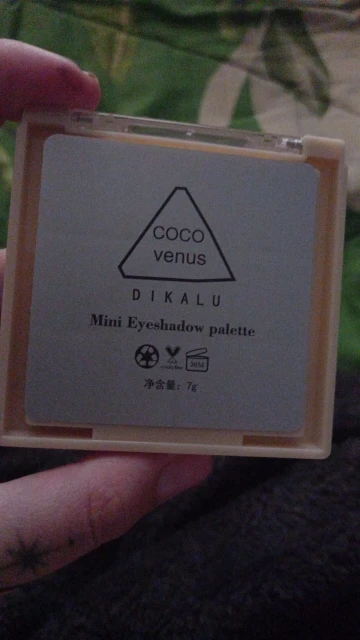 COCO
venus
DIKALU
Mini Eyeshadow palette
净含量: 7g